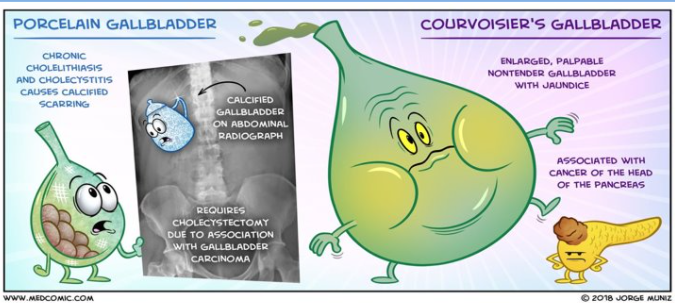 PORCELAIN GALLBLADDER
CHRONIC
CHOLELITHIASIS
AND CHOLECYSTITIS
CAUSES CALCIFIED
SCARRING
CALCIFIED
GALLBLADDER
ON ABDOMINAL
RADIOGRAPH
REQUIRES
CHOLECYSTECTOMY
DUE TO ASSOCIATION
WITH GALLBLADDER
CARCINOMA
COURVOISIER'S GALLBLADDER
ENLARGED, PALPABLE
NONTENDER GALLBLADDER
WITH JAUNDICE
ASSOCIATED WITH
CANCER OF THE HEAD
OF THE PANCREAS
WWW.MEDCOMIC.COM
© 2018 JORGE MUNIZ